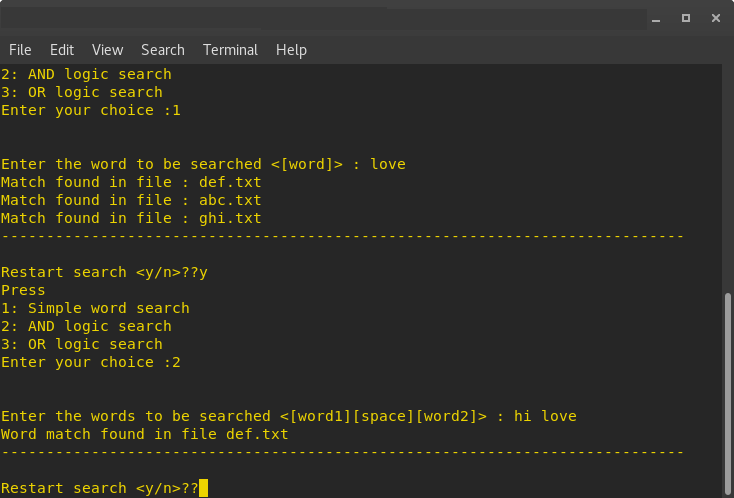 File Edit View Search Terminal Help
2: AND logic search
3: OR logic search
Enter your choice :1
Enter the word to be searched <[word]> : love
Match found in file : def.txt
Match found in file : abc.txt
Match found in file : ghi.txt
----------------------------------------------------------------------------
Restart search <y/n>??y
Press
1: Simple word search
2: AND logic search
3: OR logic search
Enter your choice :2
Enter the words to be searched <[word1][space][word2]> : hi love
Word match found in file def.txt
----------------------------------------------------------------------------
Restart search <y/n>??